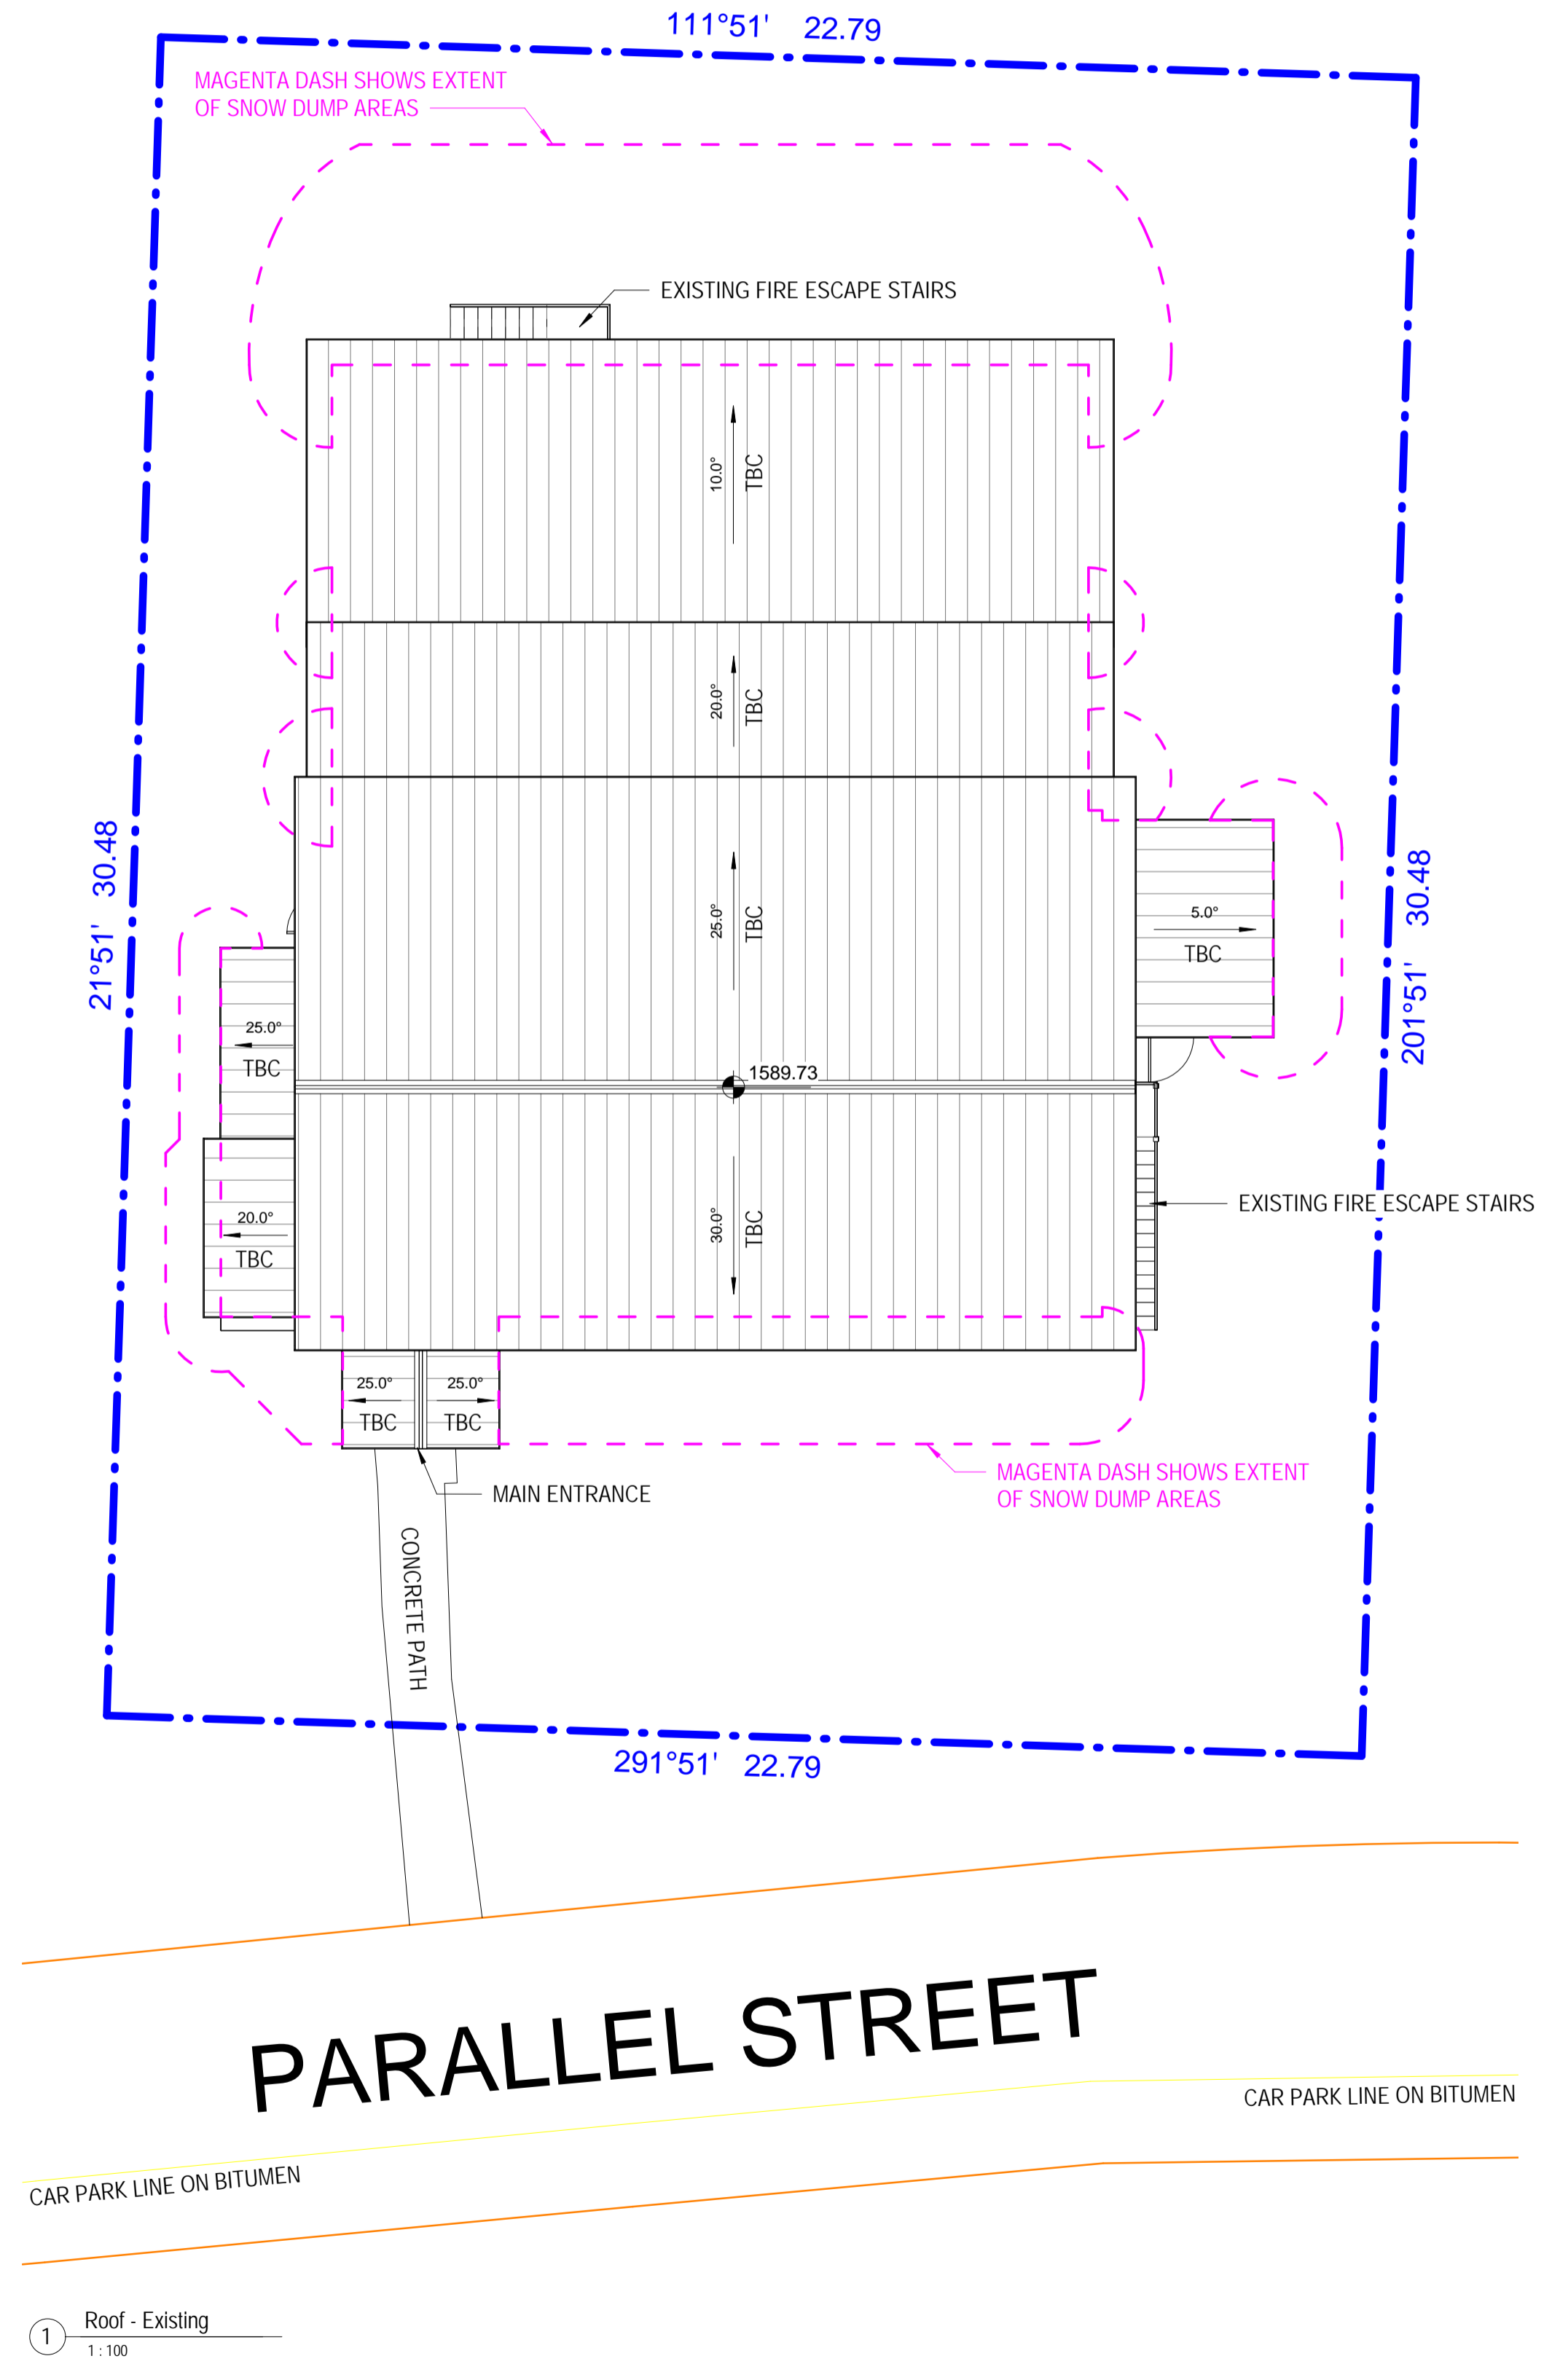 111°51' 22.79
MAGENTA DASH SHOWS EXTENT
OF SNOW DUMP AREAS
EXISTING FIRE ESCAPE STAIRS
10.0°
TBC
20.0°
TBC
25.0°
TBC
5.0°
TBC
21°51' 30.48
201°51' 30.48
25.0°
TBC
1589.73
20.0°
TBC
30.0°
TBC
EXISTING FIRE ESCAPE STAIRS
25.0°
TBC
25.0°
TBC
MAIN ENTRANCE
MAGENTA DASH SHOWS EXTENT
OF SNOW DUMP AREAS
CONCRETE PATH
291°51' 22.79
PARALLEL STREET
CAR PARK LINE ON BITUMEN
CAR PARK LINE ON BITUMEN
1
Roof - Existing
1 : 100